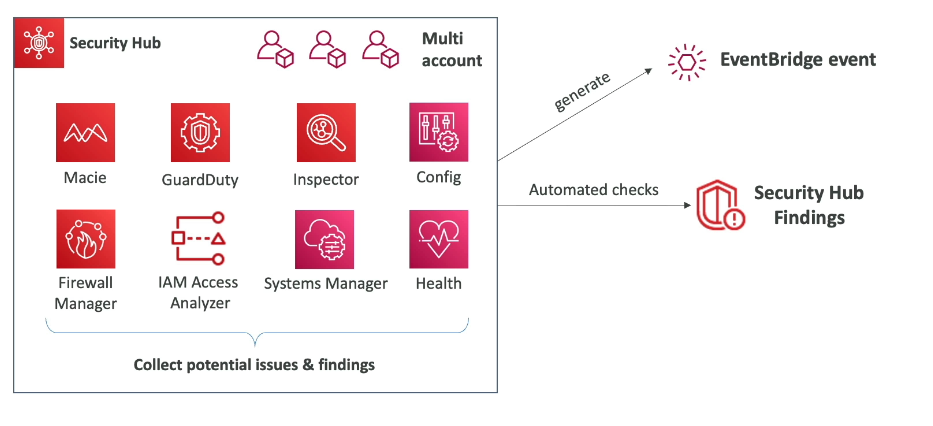 Security Hub
Multi
account
Macie
GuardDuty
Inspector
Config
Firewall
Manager
IAM Access
Analyzer
Systems Manager
Health
Collect potential issues & findings
generate
EventBridge event
Automated checks
Security Hub
Findings